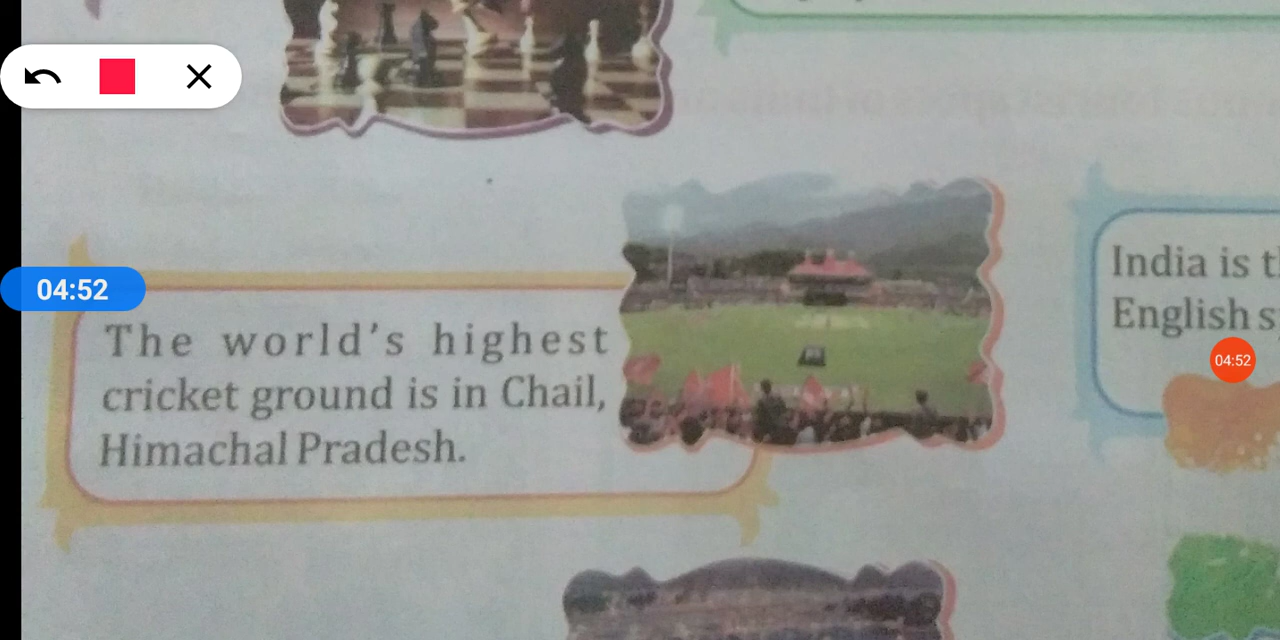 04:52
The world's highest
cricket ground is in Chail,
Himachal Pradesh.
India is
English
04:52